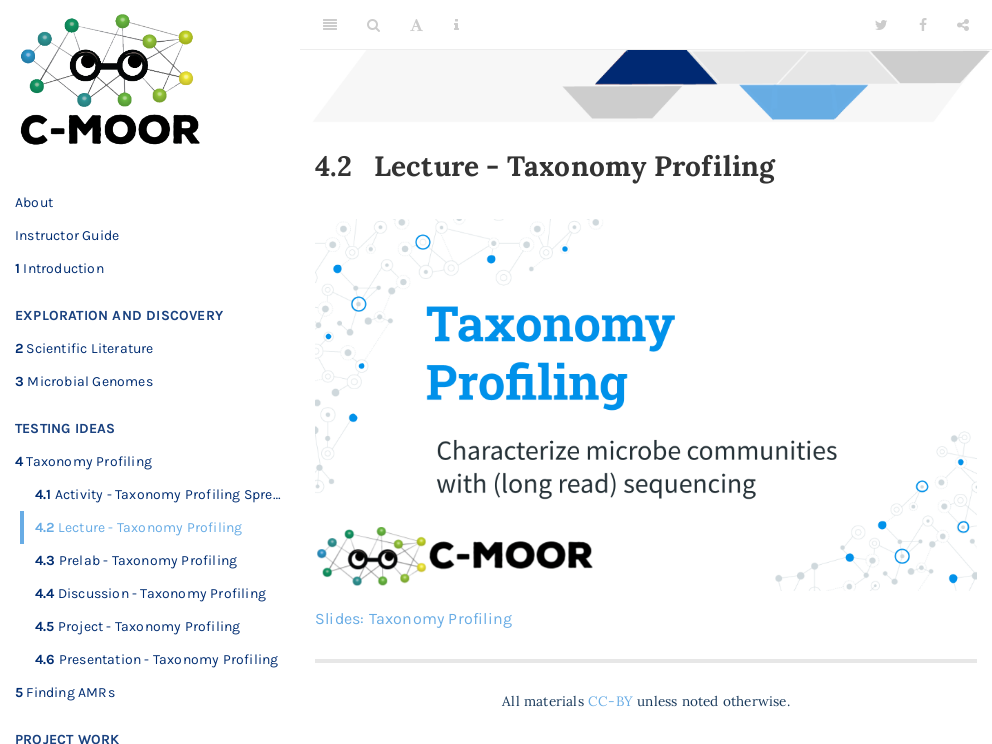 C-MOOR
About
Instructor Guide
1 Introduction
EXPLORATION AND DISCOVERY
2 Scientific Literature
3 Microbial Genomes
TESTING IDEAS
4 Taxonomy Profiling
4.1 Activity - Taxonomy Profiling Spre...
4.2 Lecture - Taxonomy Profiling
4.3 Prelab - Taxonomy Profiling
4.4 Discussion - Taxonomy Profiling
4.5 Project - Taxonomy Profiling
4.6 Presentation - Taxonomy Profiling
5 Finding AMRs
PROJECT WORK
4.2 Lecture - Taxonomy Profiling
Taxonomy
Profiling
Characterize microbe communities
with (long read) sequencing
C-MOOR
Slides: Taxonomy Profiling
All materials CC-BY unless noted otherwise.